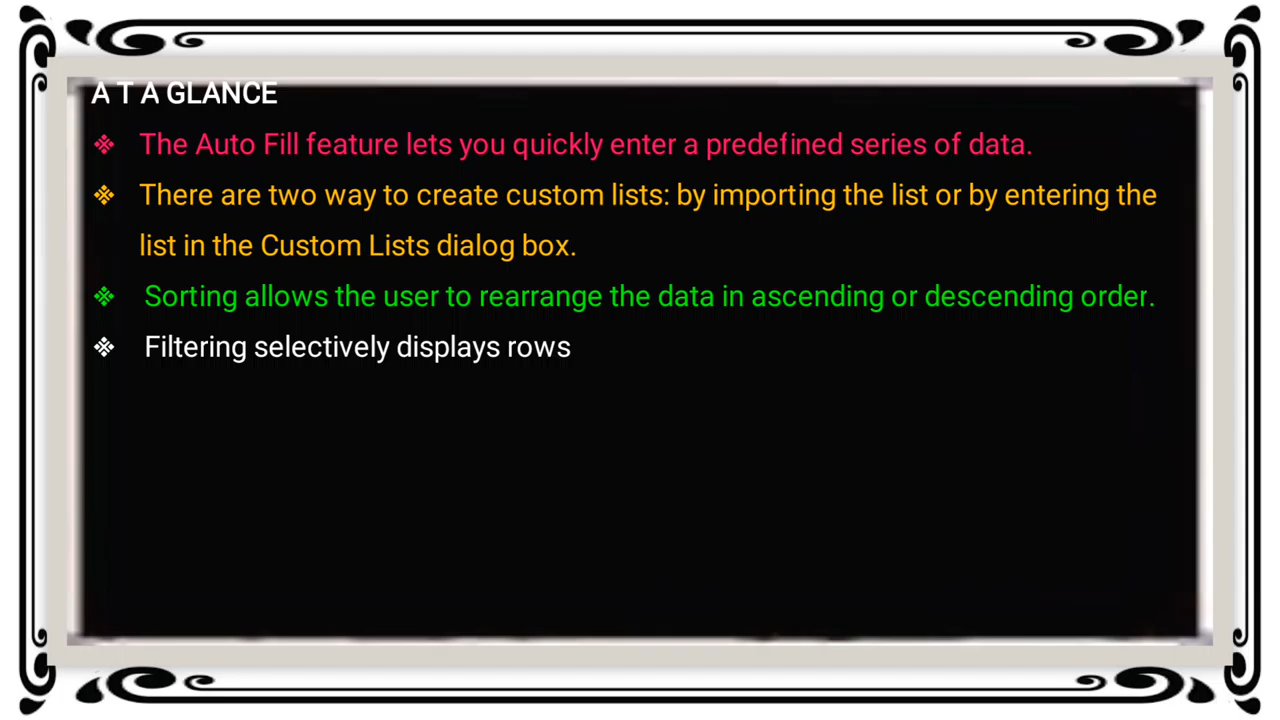 A T A GLANCE
❖ The Auto Fill feature lets you quickly enter a predefined series of data.
❖ There are two way to create custom lists: by importing the list or by entering the
list in the Custom Lists dialog box.
❖ Sorting allows the user to rearrange the data in ascending or descending order.
❖ Filtering selectively displays rows